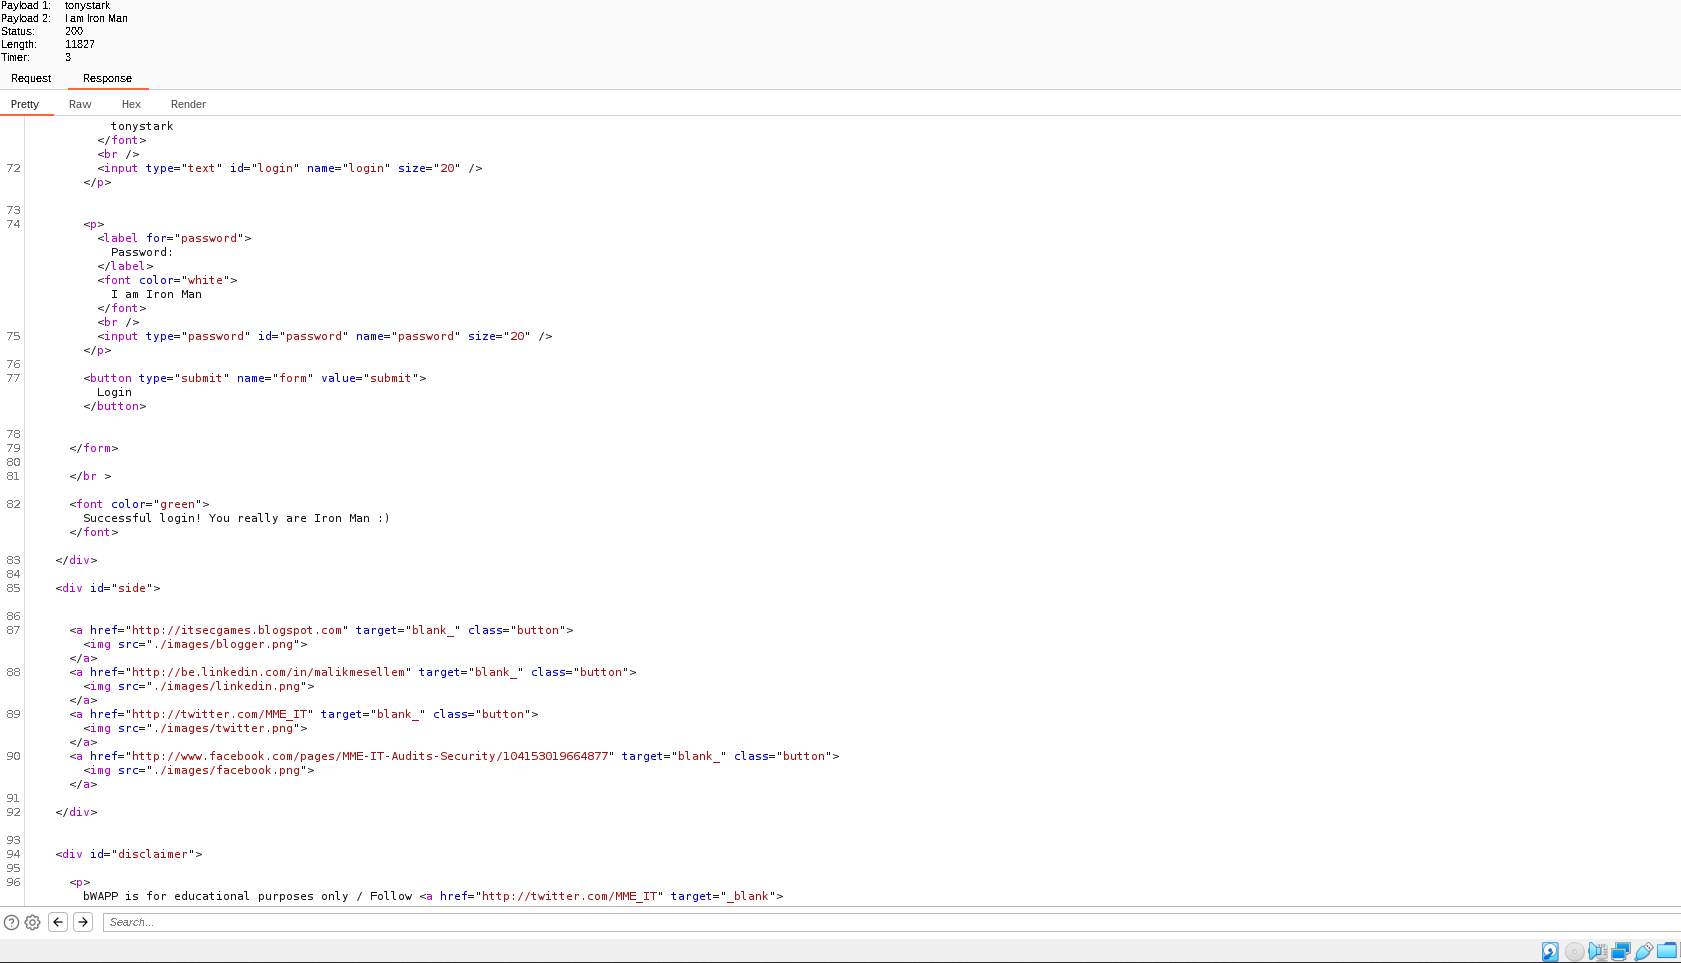 Payload 1: tonystark
Payload 2: I am Iron Man
Status: 200
Length: 11827
Timer: 3
Request Response
Pretty Raw Hex Render
tonystark
</font>
<br />
72 <input type="text" id="login" name="login" size="20" />
</p>
73
74 <p>
<label for="password">
Password:
</label>
<font color="white">
I am Iron Man
</font>
<br />
75 <input type="password" id="password" name="password" size="20" />
</p>
76
77 <button type="submit" name="form" value="submit">
Login
</button>
78
79 </form>
80
81 </br >
82 <font color="green">
Successful login! You really are Iron Man :)
</font>
83 </div>
84
85 <div id="side">
86
87 <a href="http://itsecgames.blogspot.com" target="blank_" class="button">
<img src="./images/blogger.png">
</a>
88 <a href="http://be.linkedin.com/in/malikmesellem" target="blank_" class="button">
<img src="./images/linkedin.png">
</a>
89 <a href="http://twitter.com/MME_IT" target="blank_" class="button">
<img src="./images/twitter.png">
</a>
90 <a href="http://www.facebook.com/pages/MME-IT-Audits-Security/104153019664877" target="blank_" class="button">
<img src="./images/facebook.png">
</a>
91
92 </div>
93
94 <div id="disclaimer">
95
96 <p>
bWAPP is for educational purposes only / Follow <a href="http://twitter.com/MME_IT" target="_blank">
Search...